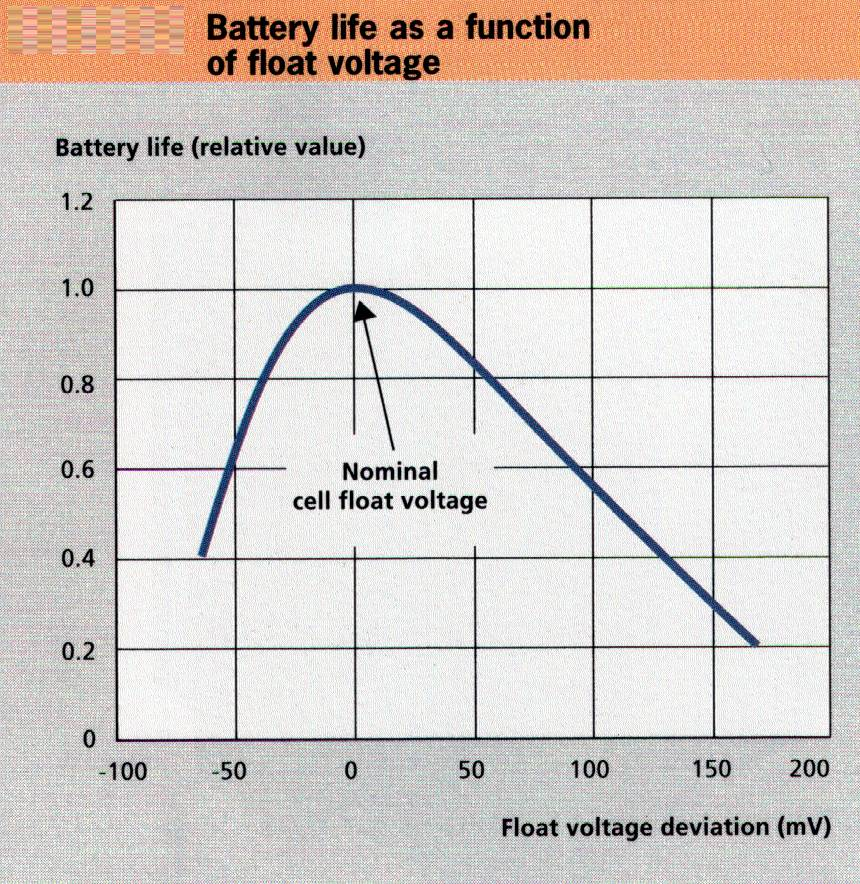 Battery life as a function
of float voltage
Battery life (relative value)
1.2
1.0
0.8
0.6
0.4
0.2
0
Nominal
cell float voltage
-100 -50 0 50 100 150 200
Float voltage deviation (mV)